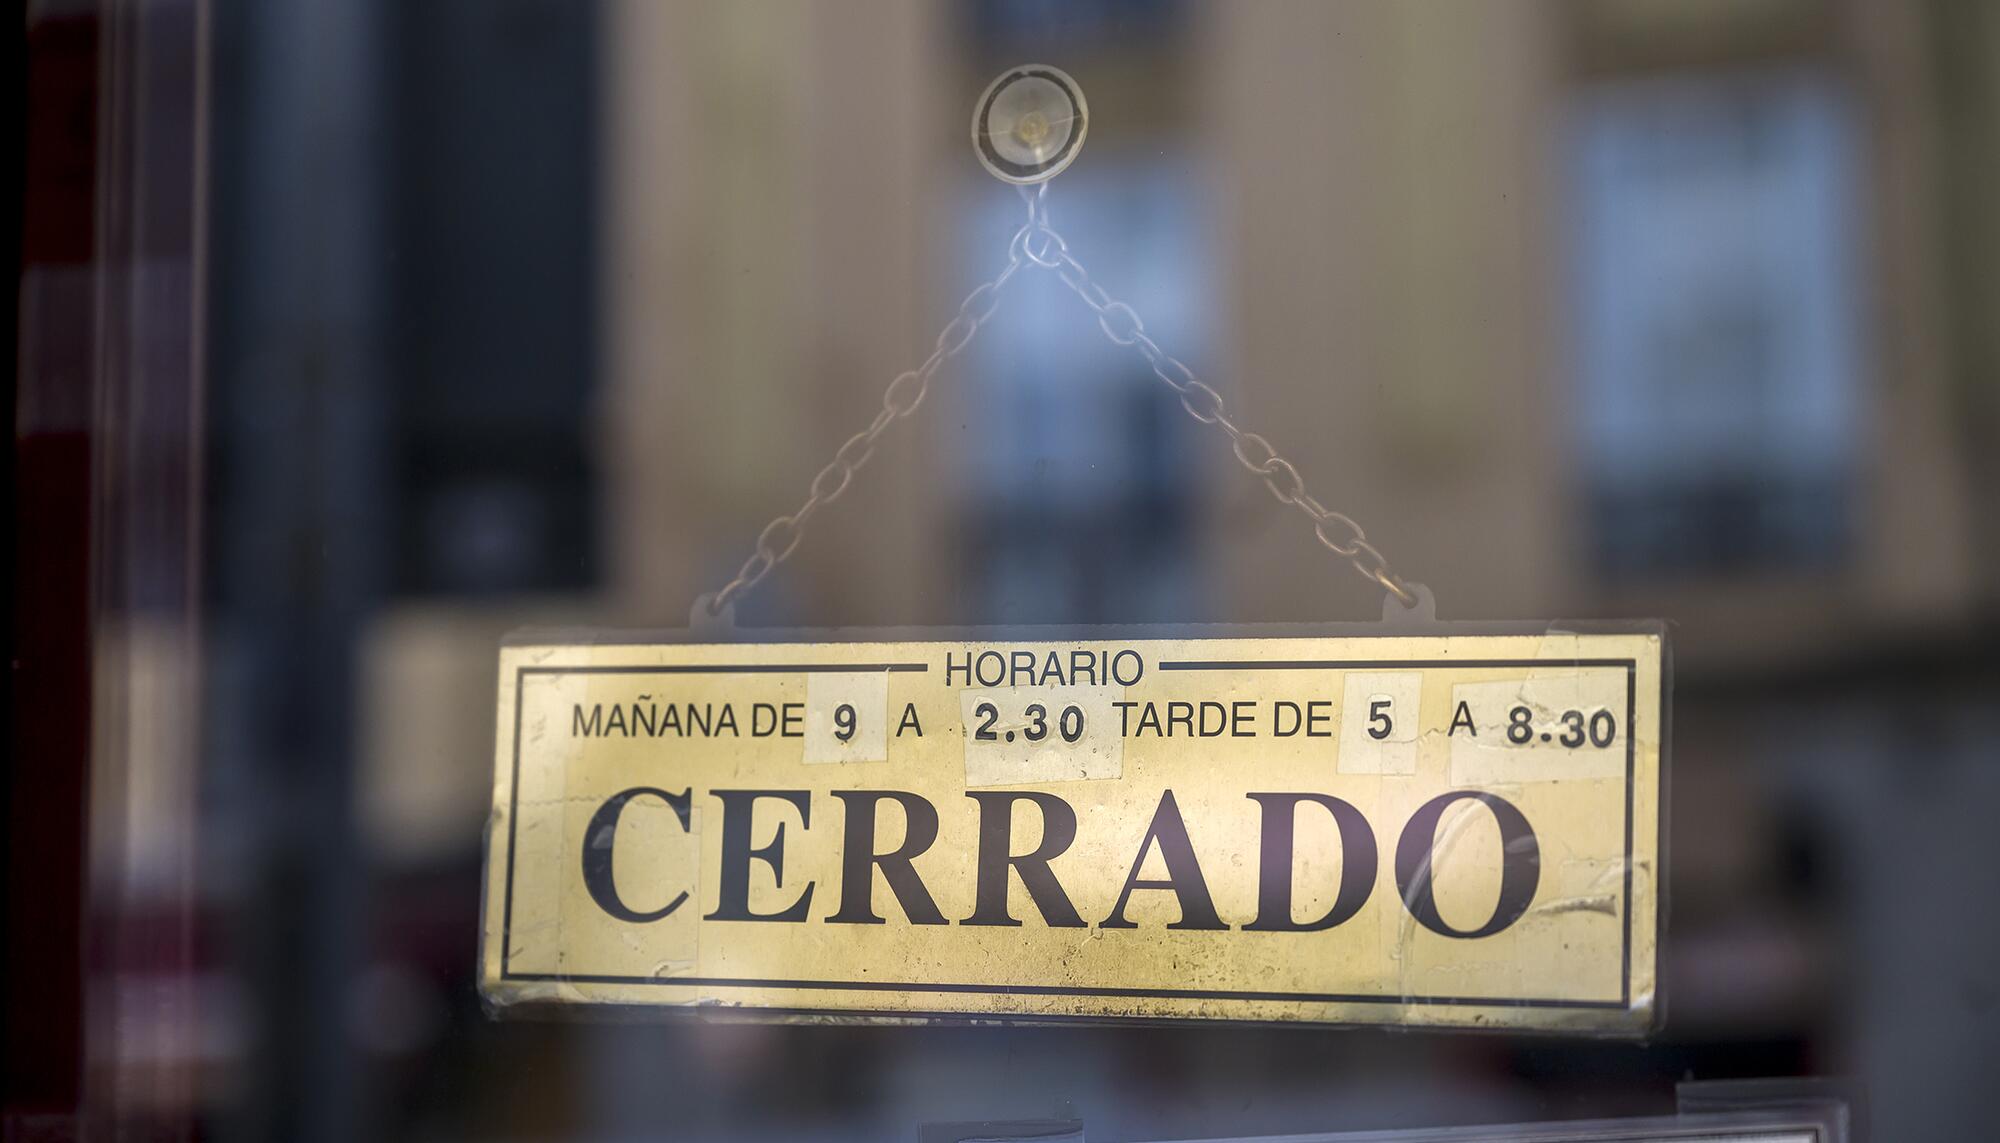 HORARIO
MAÑANA DE 9 A 2.30 TARDE DE 5 A 8.30
CERRADO